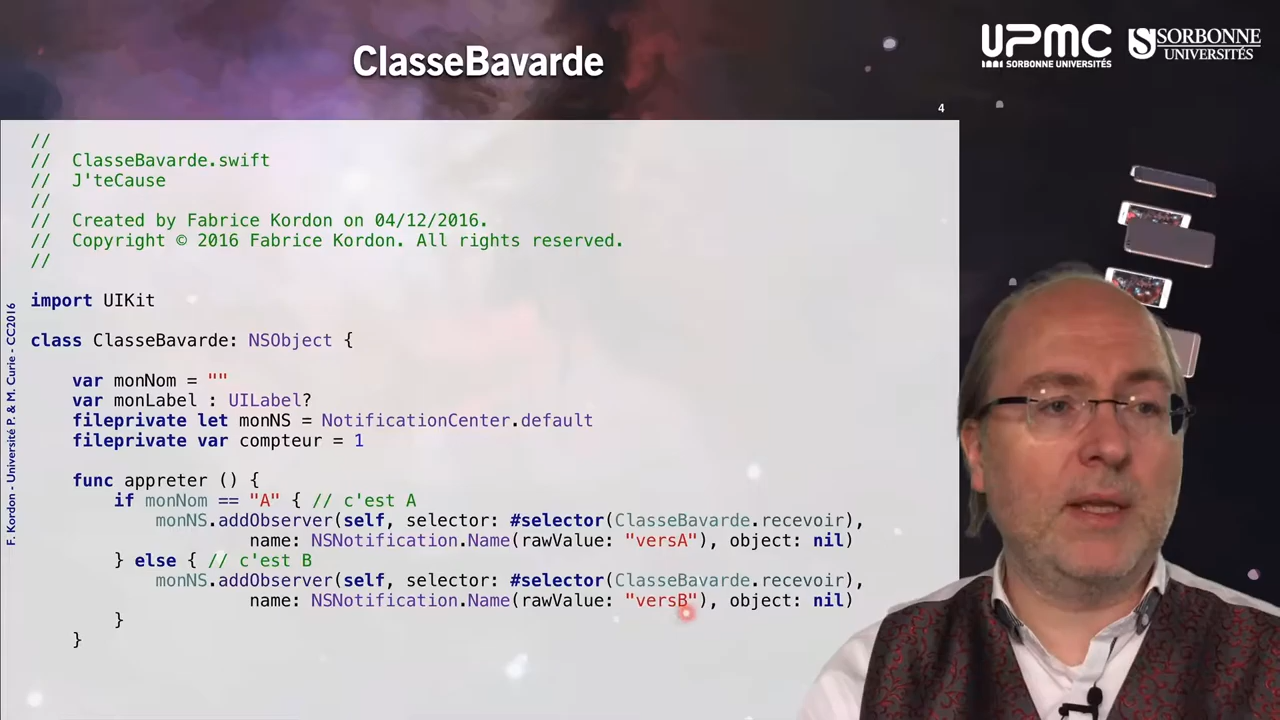 ClasseBavarde
UPMC
SORBONNE UNIVERSITÉS
SORBONNE
UNIVERSITÉS
4
//
//  ClasseBavarde.swift
//  J'teCause
//
//  Created by Fabrice Kordon on 04/12/2016.
//  Copyright © 2016 Fabrice Kordon. All rights reserved.
//
import UIKit
class ClasseBavarde: NSObject {
var monNom = ""
var monLabel : UILabel?
fileprivate let monNS = NotificationCenter.default
fileprivate var compteur = 1
func appreter () {
if monNom == "A" { // c'est A
monNS.addObserver(self, selector: #selector(ClasseBavarde.recevoir),
name: NSNotification.Name(rawValue: "versA"), object: nil)
} else { // c'est B
monNS.addObserver(self, selector: #selector(ClasseBavarde.recevoir),
name: NSNotification.Name(rawValue: "versB"), object: nil)
}
}
F. Kordon - Université P. & M. Curie - CC2016